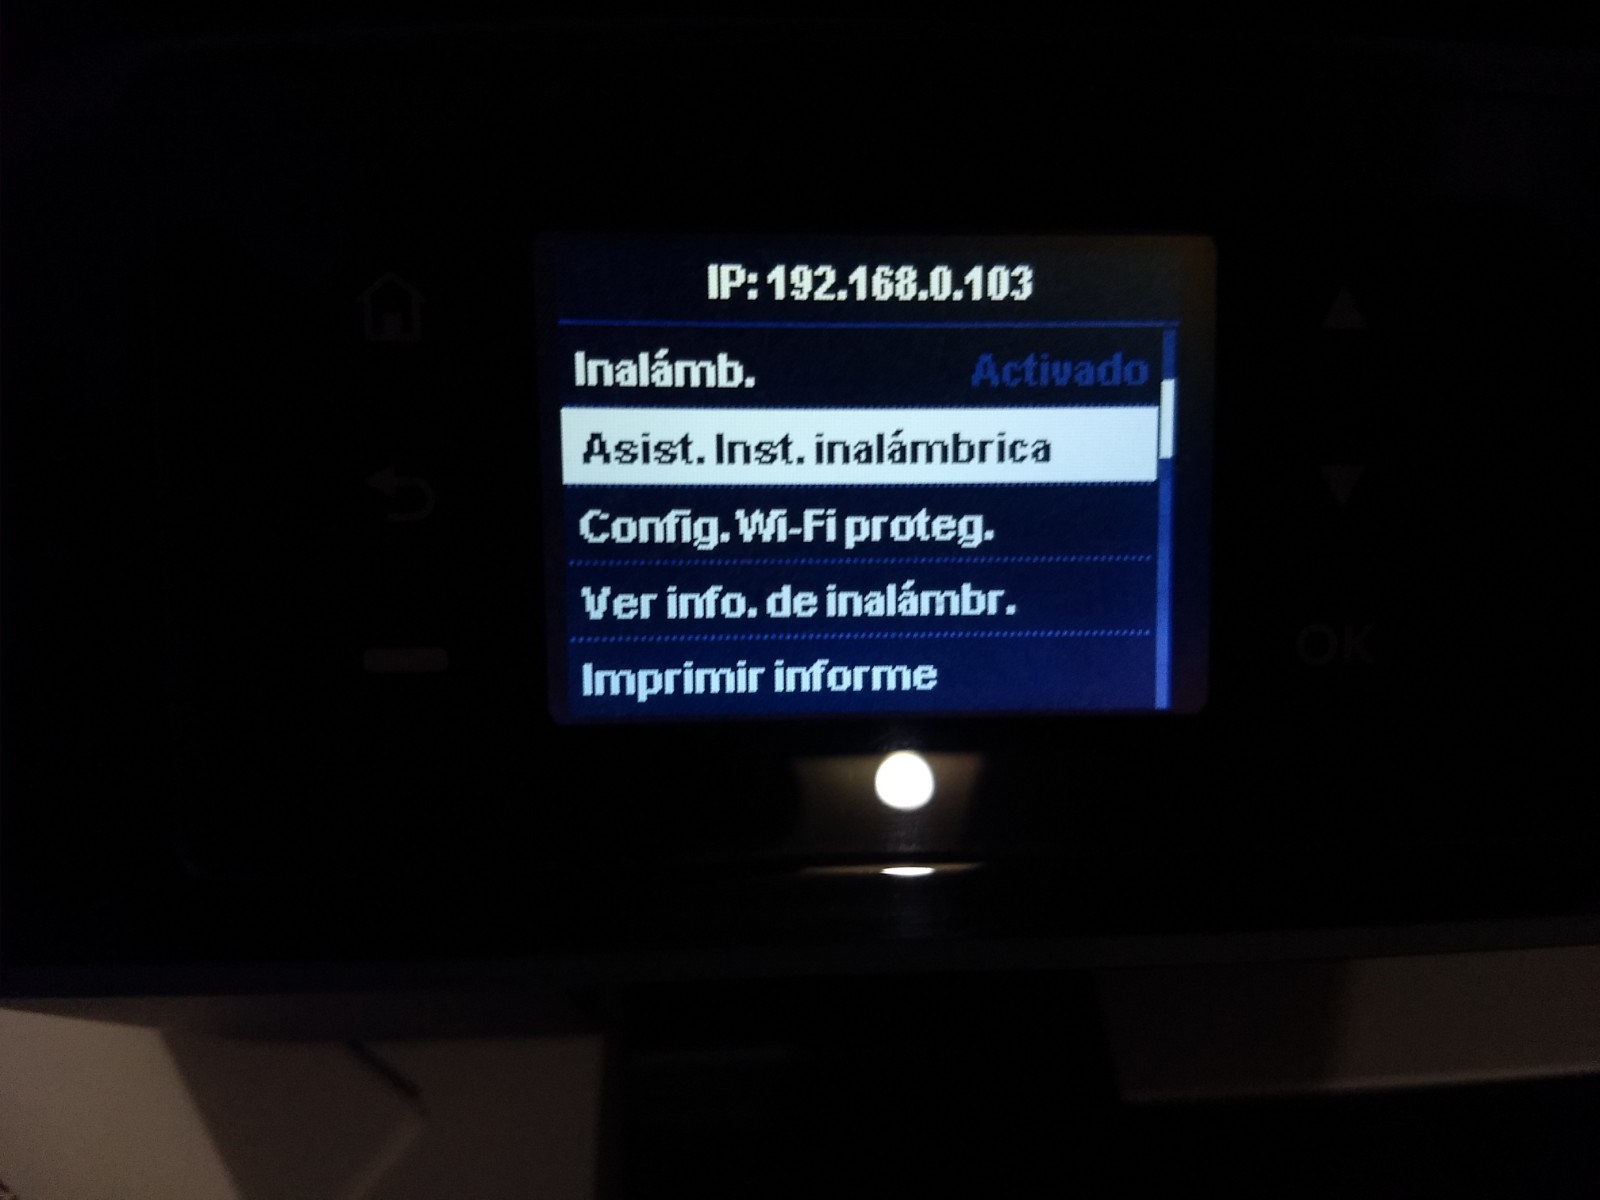 IP: 192.168.0.103
Inalámb. Activado
Asist. Inst. inalámbrica
Config. Wi-Fi proteg.
Ver info. de inalámbr.
Imprimir informe
OK